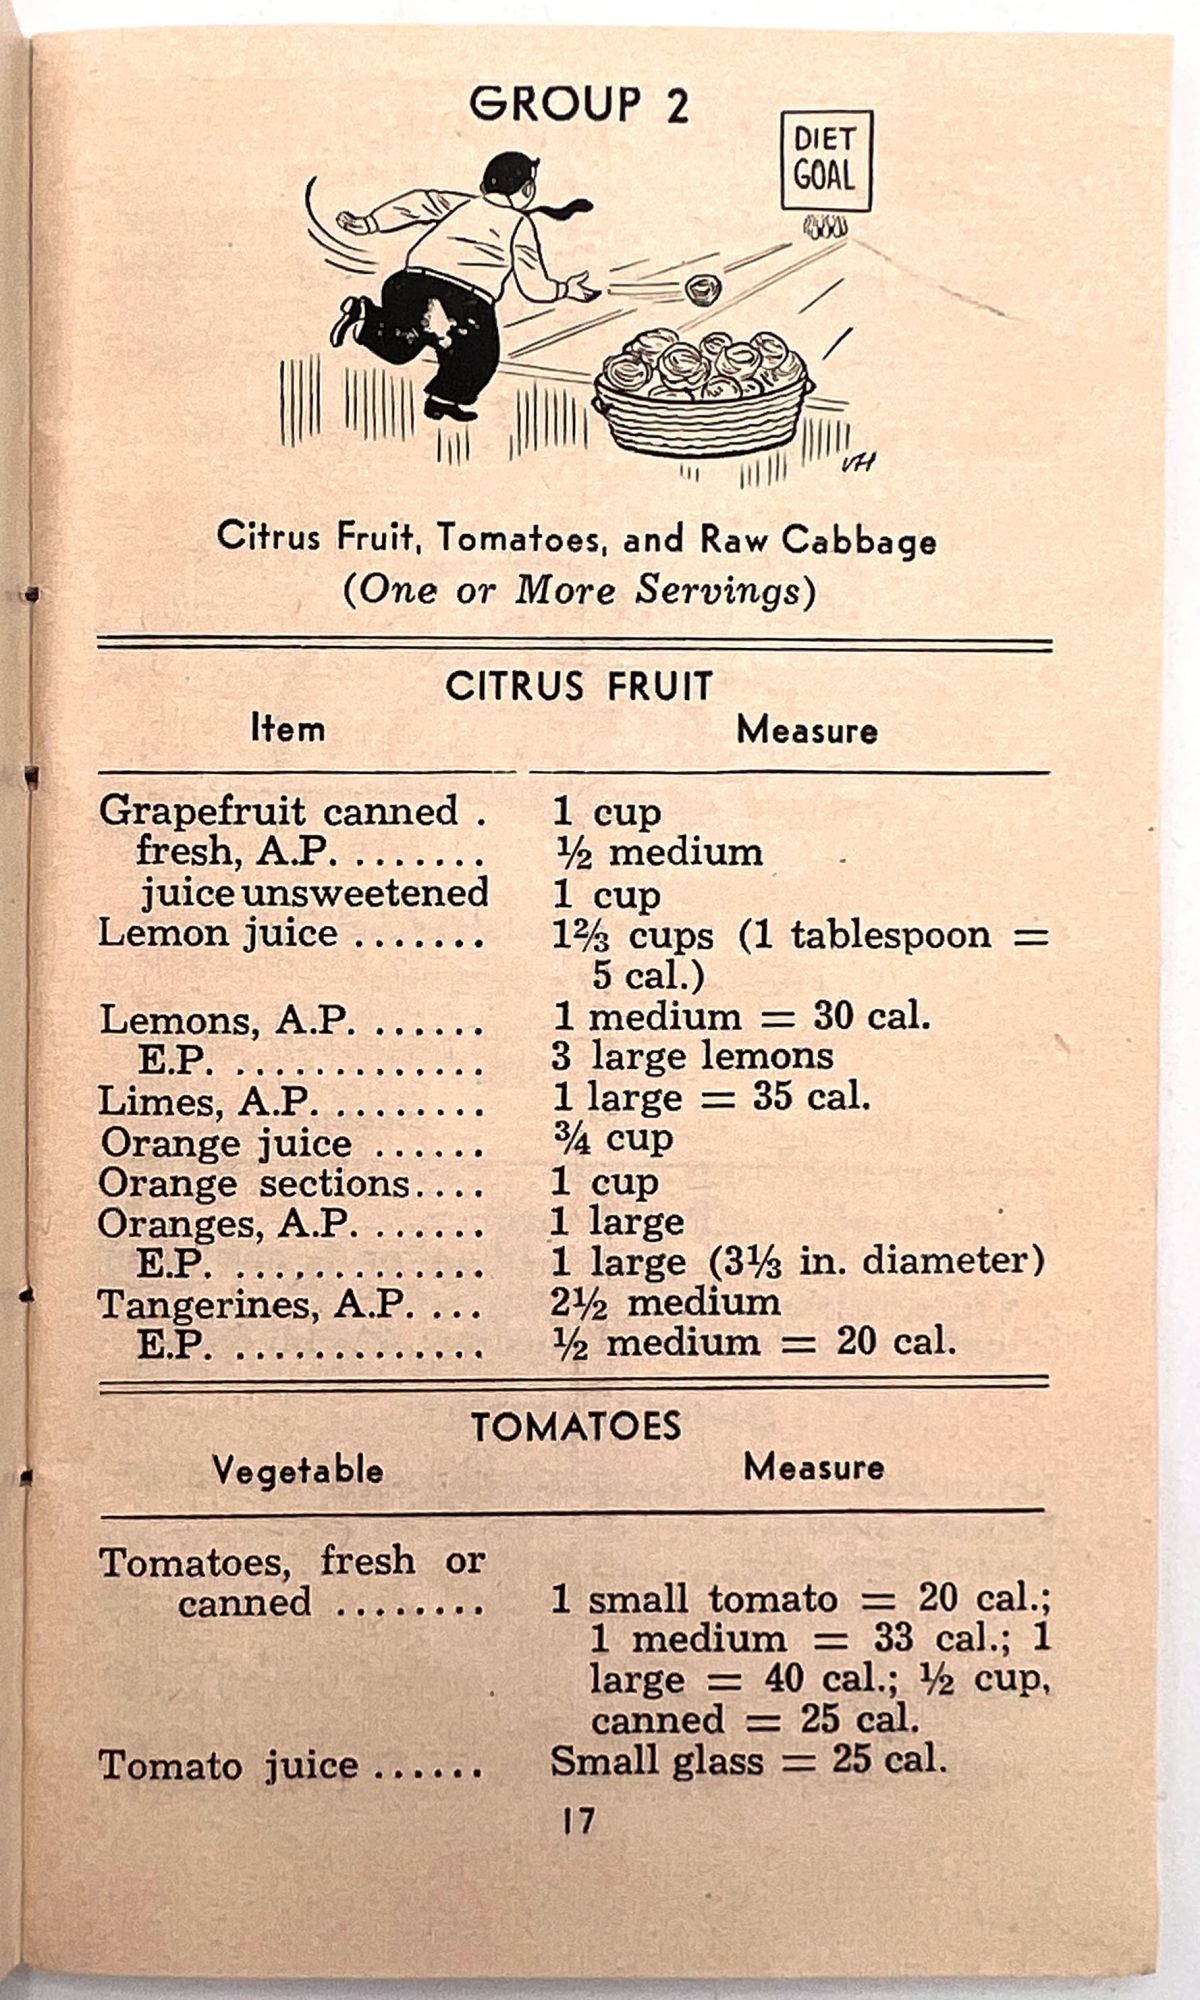 GROUP 2
DIET
GOAL
VH
Citrus Fruit, Tomatoes, and Raw Cabbage
(One or More Servings)
CITRUS FRUIT
Item Measure
Grapefruit canned . 1 cup
fresh, A.P. ........ ½ medium
juice unsweetened 1 cup
Lemon juice ....... 1⅔ cups (1 tablespoon =
5 cal.)
Lemons, A.P. ...... 1 medium = 30 cal.
E.P. ............. 3 large lemons
Limes, A.P. ........ 1 large = 35 cal.
Orange juice ...... ¾ cup
Orange sections.... 1 cup
Oranges, A.P. ...... 1 large
E.P. ............. 1 large (3⅓ in. diameter)
Tangerines, A.P. ... 2½ medium
E.P. ............. ½ medium = 20 cal.
TOMATOES
Vegetable Measure
Tomatoes, fresh or
canned ........ 1 small tomato = 20 cal.;
1 medium = 33 cal.; 1
large = 40 cal.; ½ cup,
canned = 25 cal.
Tomato juice ...... Small glass = 25 cal.
17